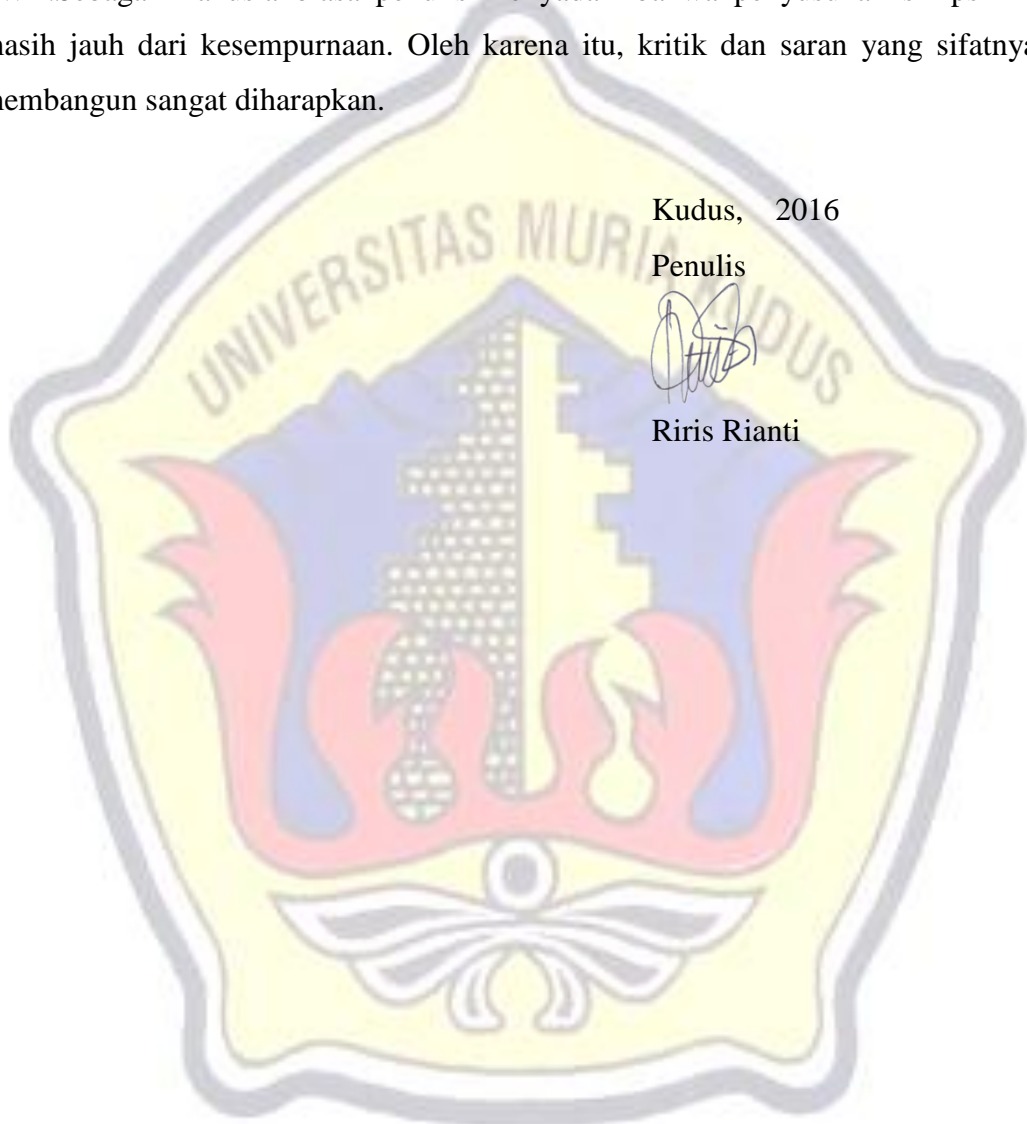 masih jauh dari kesempurnaan. Oleh karena itu, kritik dan saran yang sifatnya
membangun sangat diharapkan.
Kudus, 2016
Penulis
Riris Rianti
UNIVERSITAS MURIA KUDUS